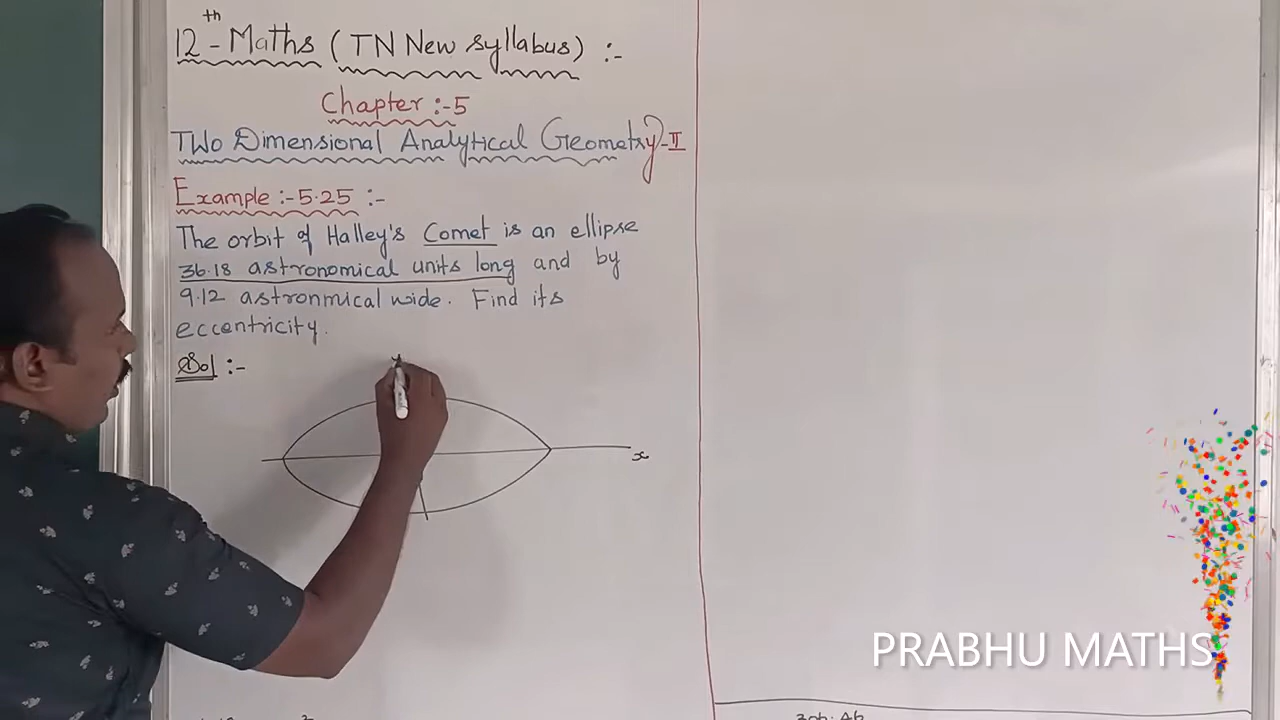 12th - Maths (TN New Syllabus) :-
Chapter :-5
Two Dimensional Analytical Geometry-II
Example :-5.25 :-
The orbit of Halley's Comet is an ellipse
36.18 astronomical units long and by
9.12 astronmical wide. Find its
eccentricity.
Sol :-
x
PRABHU MATHS